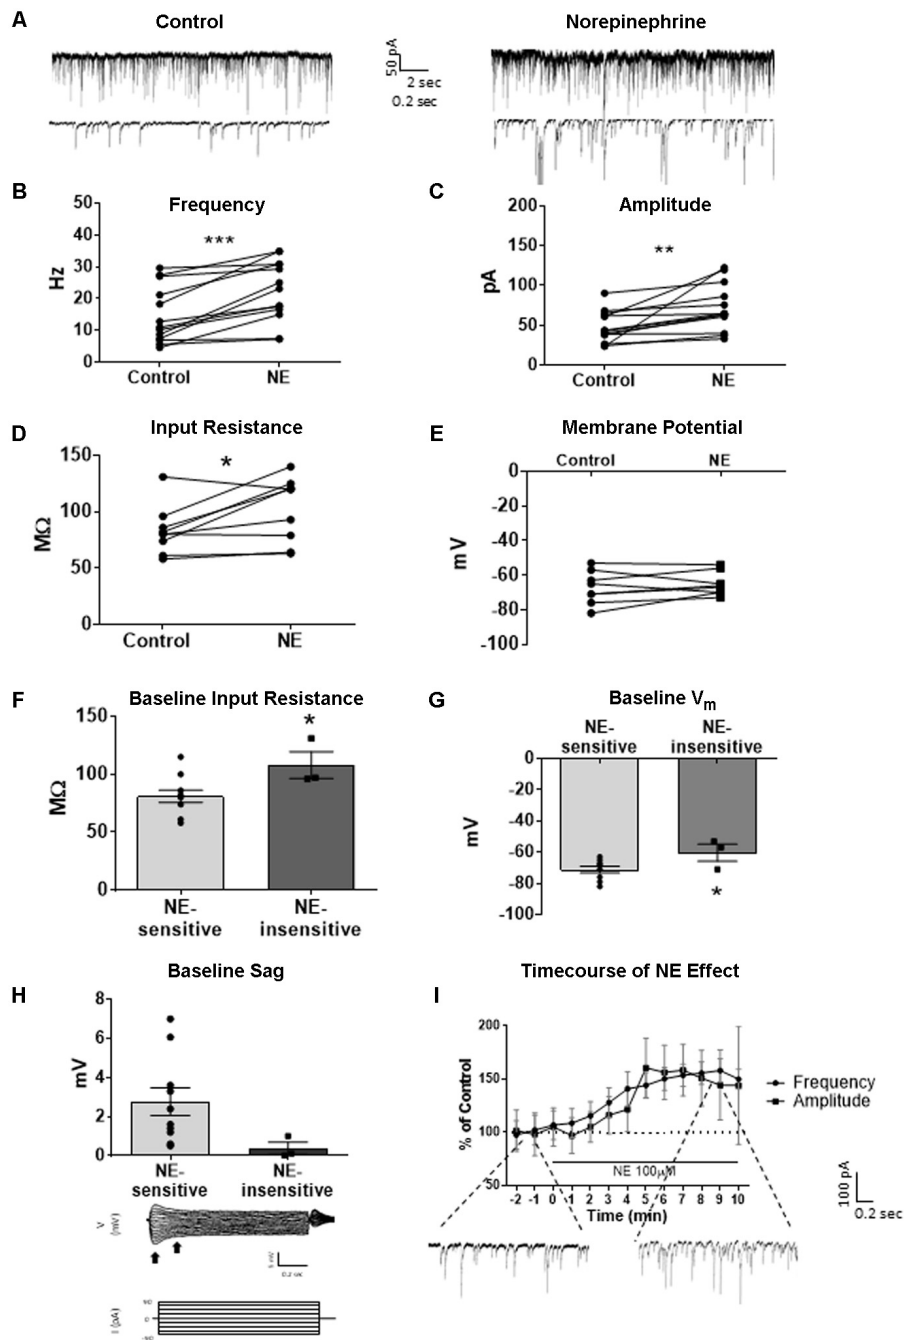 A
Control
Norepinephrine
50 pA
2 sec
0.2 sec
B
Frequency
***
Hz
50
40
30
20
10
0
Control
NE
C
Amplitude
**
pA
200
150
100
50
0
Control
NE
D
Input Resistance
*
MΩ
150
100
50
0
Control
NE
E
Membrane Potential
Control
NE
mV
0
-20
-40
-60
-80
-100
F
Baseline Input Resistance
*
MΩ
150
100
50
0
NE-
sensitive
NE-
insensitive
G
Baseline Vm
NE-
sensitive
NE-
insensitive
mV
0
-20
-40
-60
-80
-100
*
H
Baseline Sag
mV
8
6
4
2
0
NE-
sensitive
NE-
insensitive
V
(mV)
0.2 sec
I (pA)
0
I
Timecourse of NE Effect
% of Control
200
150
100
50
Frequency
Amplitude
NE 100μM
-2 -1 0 1 2 3 4 5 6 7 8 9 10
Time (min)
100 pA
0.2 sec